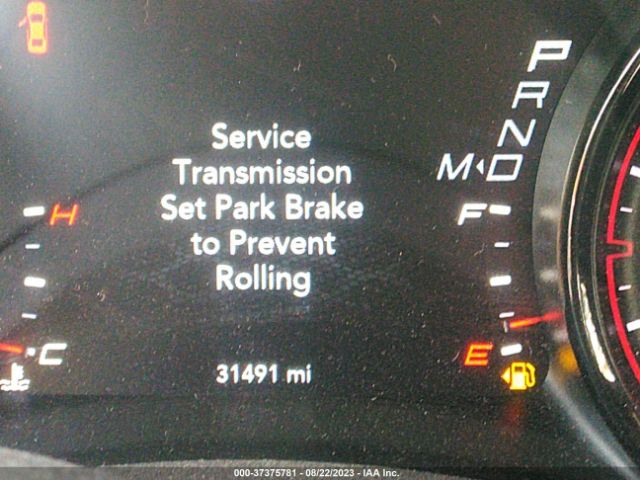 Service
Transmission
Set Park Brake
to Prevent
Rolling
P
R
N
M D
H
F
C
E
31491 mi
000-37375781 - 08/22/2023 - IAA Inc.